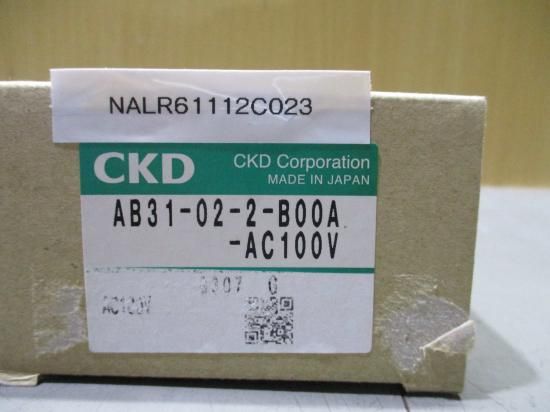 NALR61112C023
CKD
CKD Corporation
MADE IN JAPAN
AB31-02-2-B00A
-AC100V
AC100V